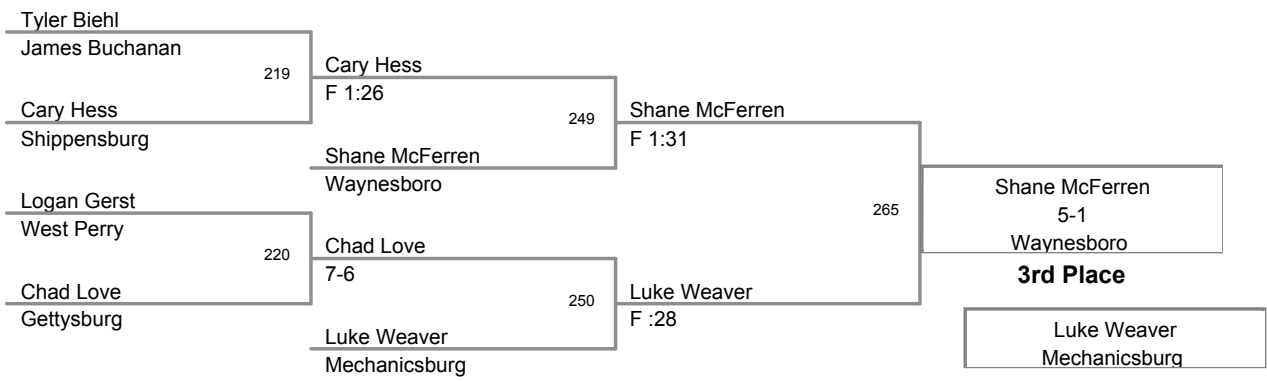 Tyler Biehl
James Buchanan
219
Cary Hess
F 1:26
Cary Hess
Shippensburg
249
Shane McFerren
F 1:31
Shane McFerren
Waynesboro
Logan Gerst
West Perry
265
Shane McFerren
5-1
Waynesboro
3rd Place
220
Chad Love
7-6
Chad Love
Gettysburg
250
Luke Weaver
F :28
Luke Weaver
Mechanicsburg
Luke Weaver
Mechanicsburg